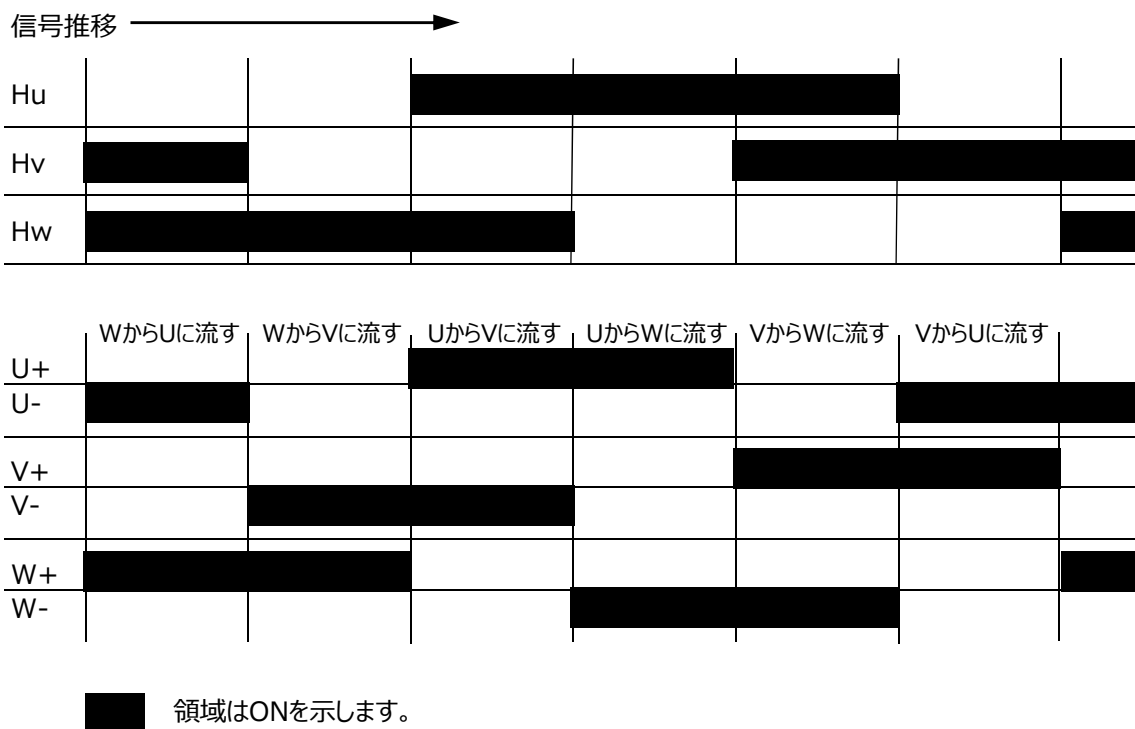 信号推移
Hu
Hv
Hw
WからUに流す WからVに流す UからVに流す UからWに流す VからWに流す VからUに流す
U+
U-
V+
V-
W+
W-
領域はONを示します。